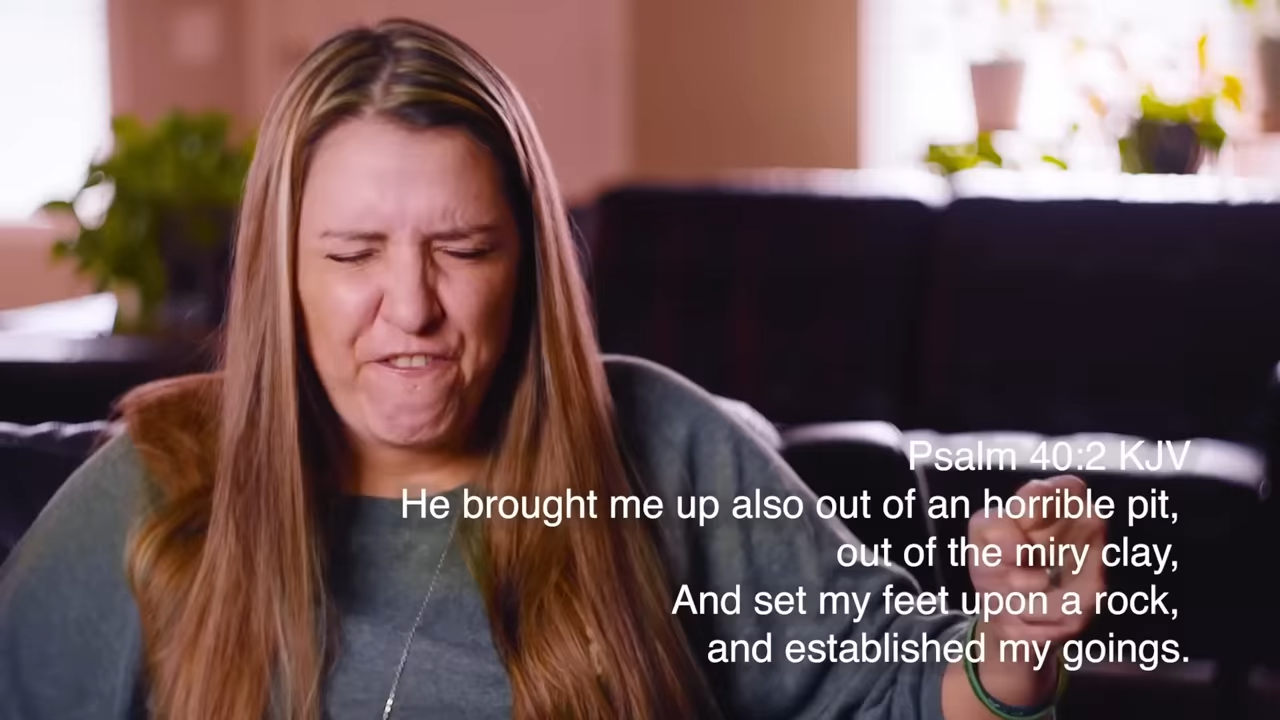 Psalm 40:2 KJV
He brought me up also out of an horrible pit,
out of the miry clay,
And set my feet upon a rock,
and established my goings.